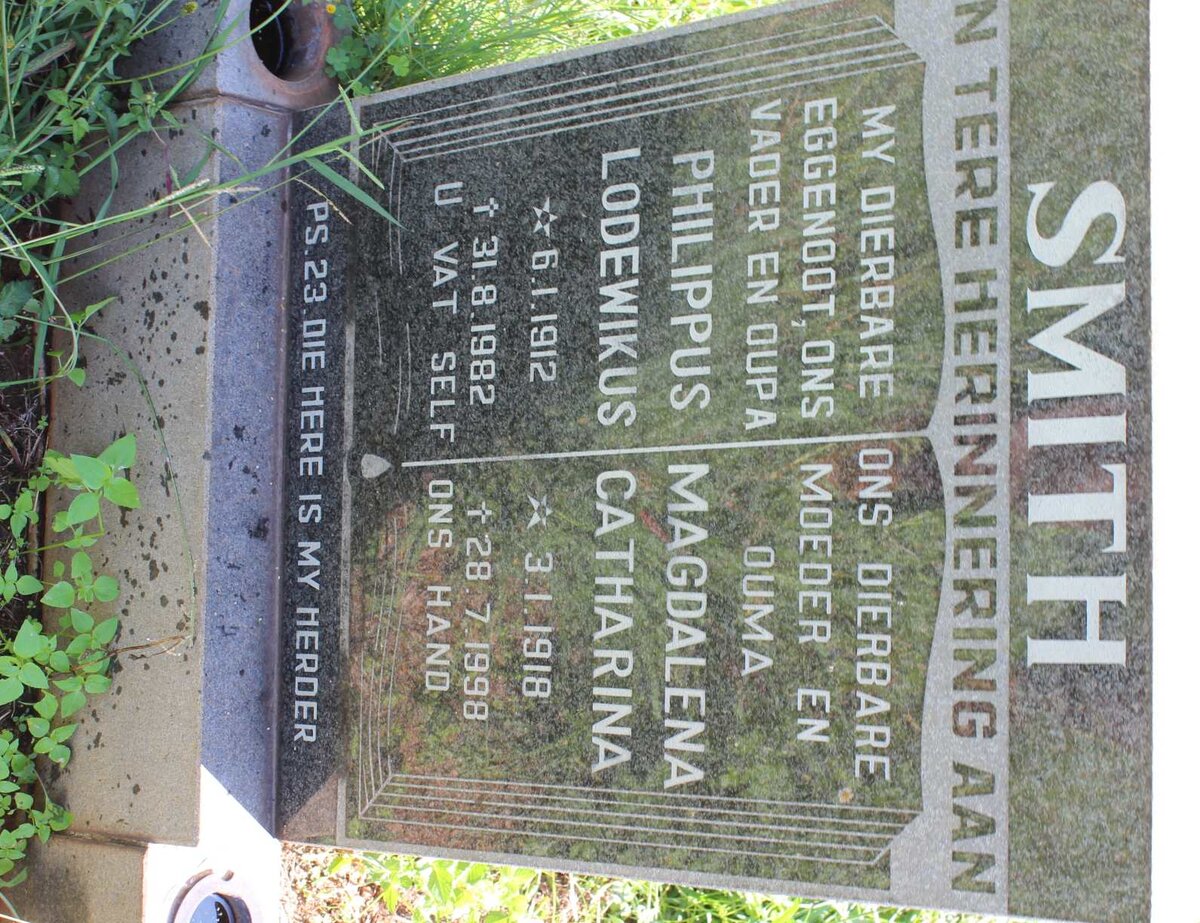 SMITH
IN TERE HERINNERING AAN
MY DIERBARE
EGGENOOT, ONS
VADER EN OUPA
PHILIPPUS
LODEWIKUS
☆ 6.1.1912
† 31.8.1982
U VAT SELF
ONS DIERBARE
MOEDER EN
OUMA
MAGDALENA
CATHARINA
☆ 3.1.1918
† 28.7.1998
ONS HAND
PS. 23. DIE HERE IS MY HERDER.